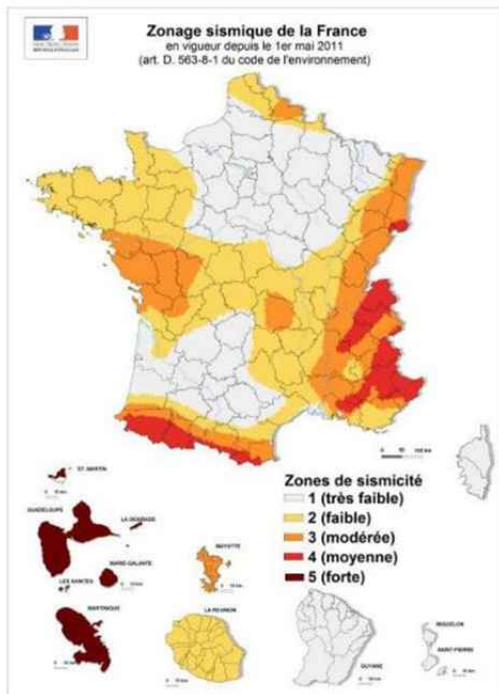 Zonage sismique de la France
en vigueur depuis le 1er mai 2011
(art. D. 563-8-1 du code de l'environnement)
Zones de sismicité
1 (très faible)
2 (faible)
3 (modérée)
4 (moyenne)
5 (forte)
ST. MARTIN
GUADELOUPE
LA DESIRADE
MARIE-GALANTE
LES SAINTES
MARTINIQUE
MAYOTTE
LA REUNION
GUYANE
MIQUELON
SAINT-PIERRE